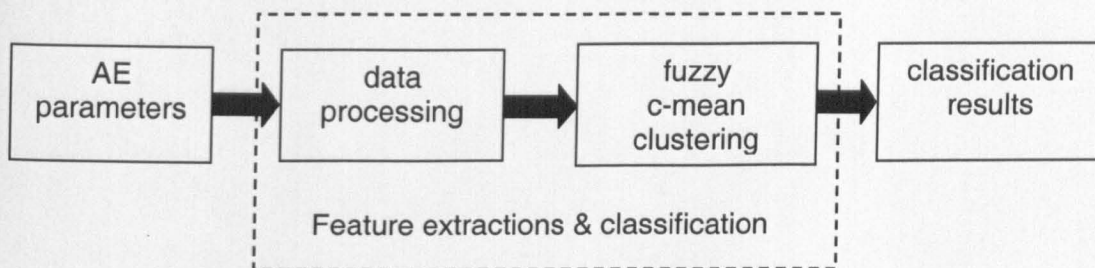 AE
parameters
data
processing
fuzzy
c-mean
clustering
classification
results
Feature extractions & classification